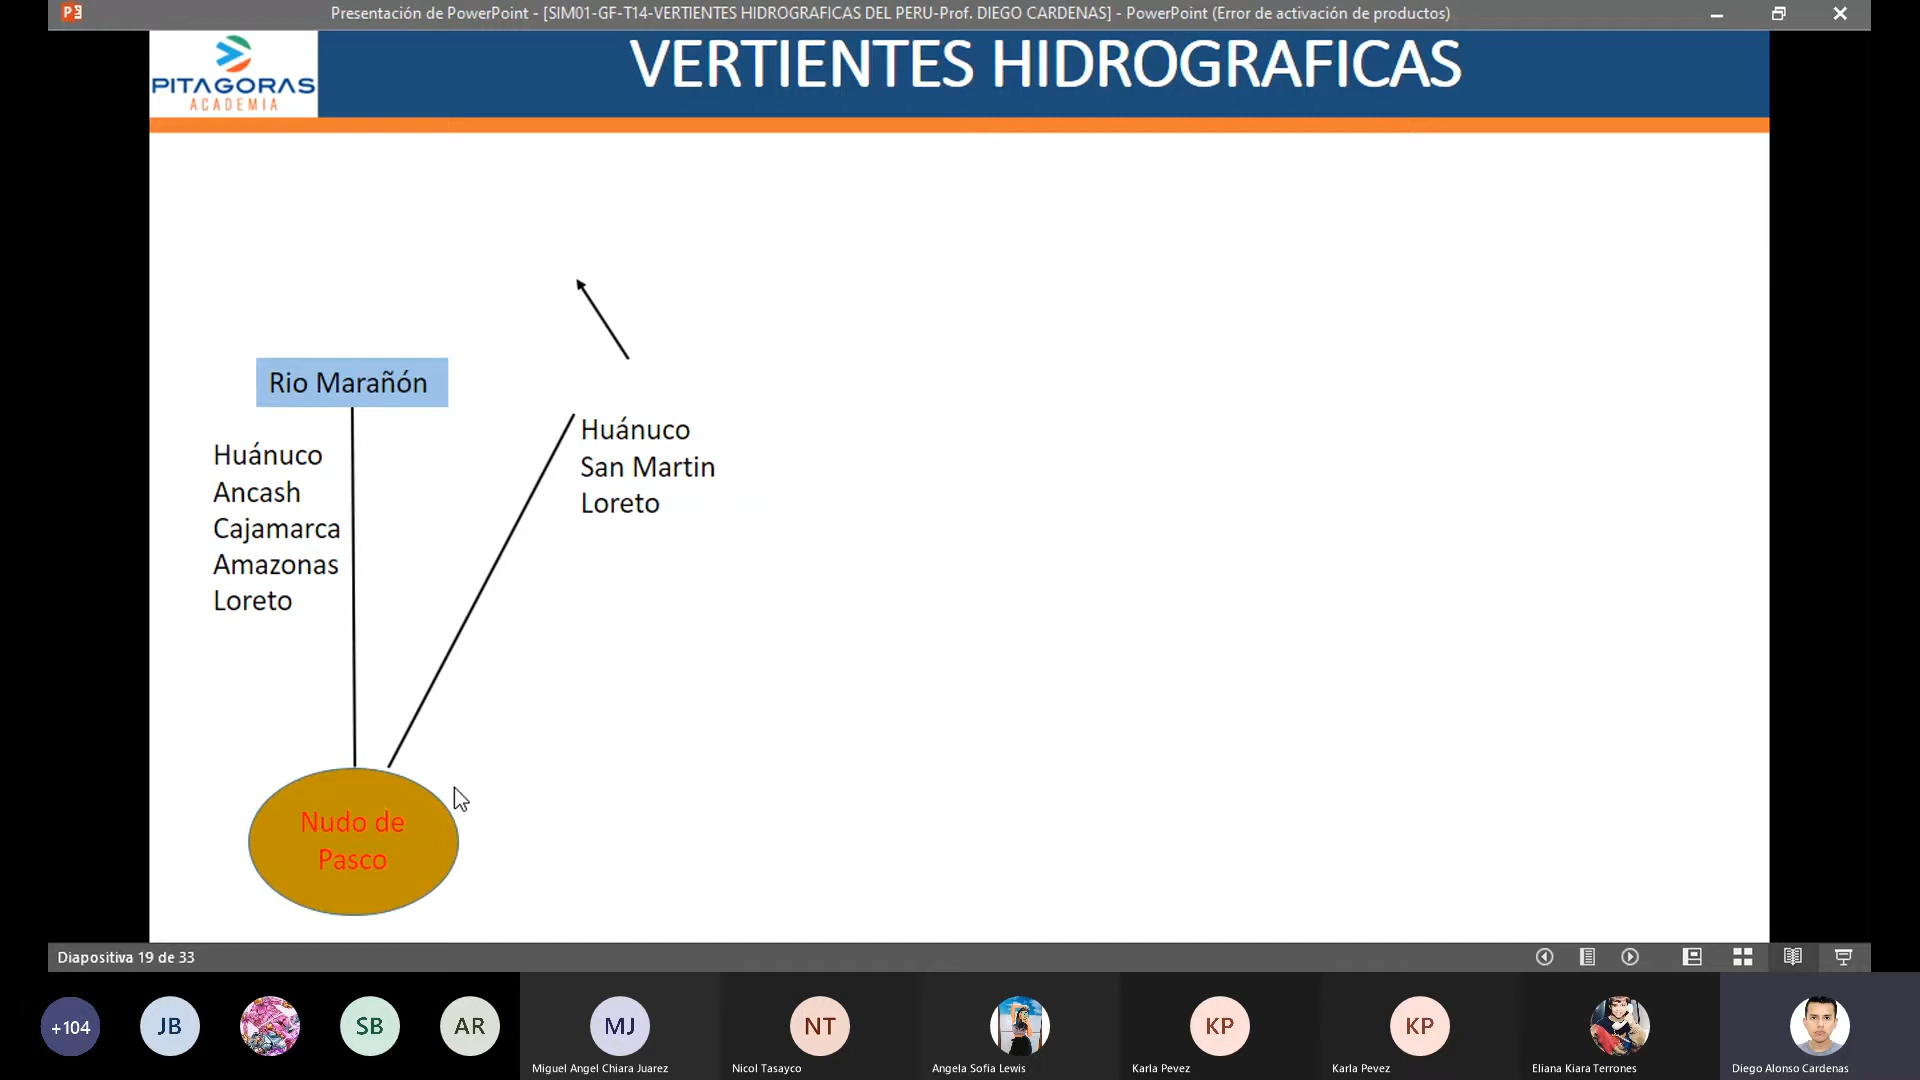 Presentación de PowerPoint - [SIM01-GF-T14-VERTIENTES HIDROGRAFICAS DEL PERU-Prof. DIEGO CARDENAS] - PowerPoint (Error de activación de productos)
PITAGORAS
ACADEMIA
VERTIENTES HIDROGRAFICAS
Rio Marañón
Huánuco
Ancash
Cajamarca
Amazonas
Loreto
Huánuco
San Martin
Loreto
Nudo de
Pasco
Diapositiva 19 de 33
+104
JB
SB
AR
MJ
NT
KP
KP
Miguel Angel Chiara Juarez
Nicol Tasayco
Angela Sofia Lewis
Karla Pevez
Karla Pevez
Eliana Kiara Terrones
Diego Alonso Cardenas